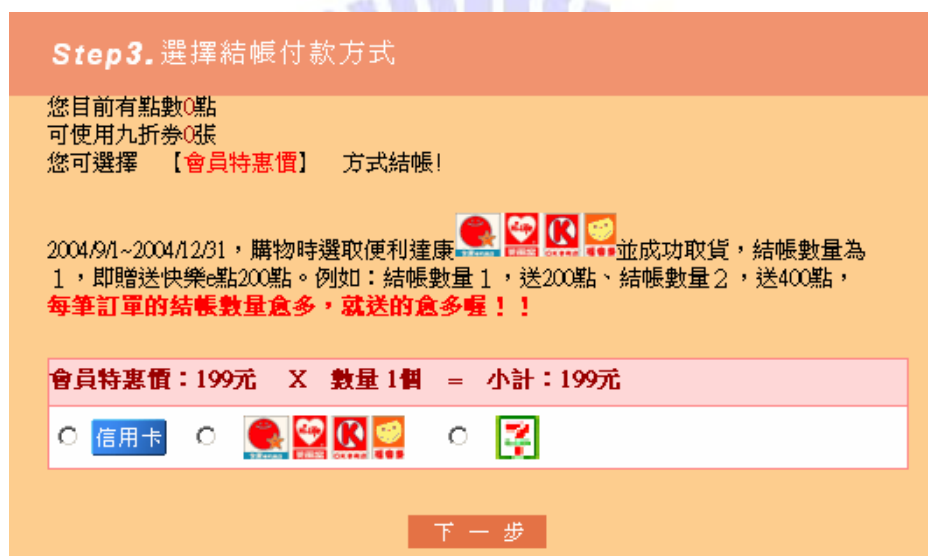 Step3.選擇結帳付款方式
您目前有點數0點
可使用九折券0張
您可選擇 【會員特惠價】 方式結帳!
2004/9/1~2004/12/31，購物時選取便利達康並成功取貨，結帳數量為
１，即贈送快樂e點200點。例如：結帳數量１，送200點、結帳數量２，送400點，
每筆訂單的結帳數量愈多，就送的愈多喔！！
會員特惠價：199元 X 數量 1個 = 小計：199元
信用卡
下一步